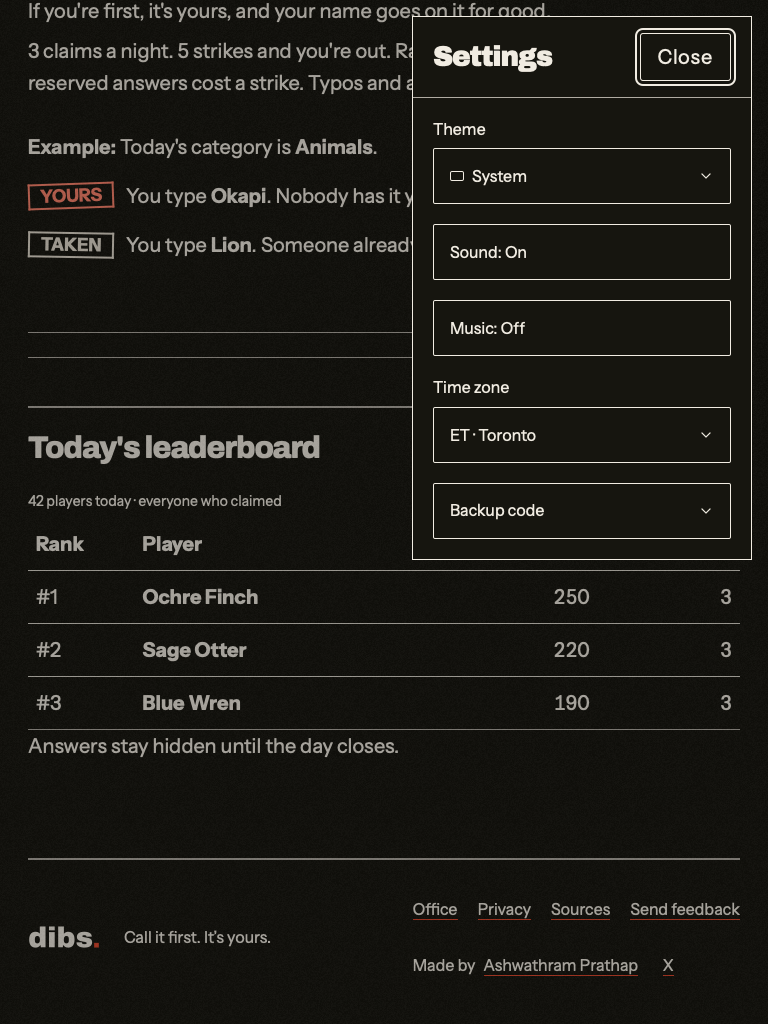 If you're first, it's yours, and your name goes on it for good.
3 claims a night. 5 strikes and you're out.
reserved answers cost a strike. Typos and
Example: Today's category is Animals.
YOURS You type Okapi. Nobody has it
TAKEN You type Lion. Someone already
Settings
Close
Theme
System
Sound: On
Music: Off
Time zone
ET · Toronto
Backup code
Today's leaderboard
42 players today · everyone who claimed
Rank Player
#1 Ochre Finch 250 3
#2 Sage Otter 220 3
#3 Blue Wren 190 3
Answers stay hidden until the day closes.
dibs. Call it first. It's yours.
Office Privacy Sources Send feedback
Made by Ashwathram Prathap X